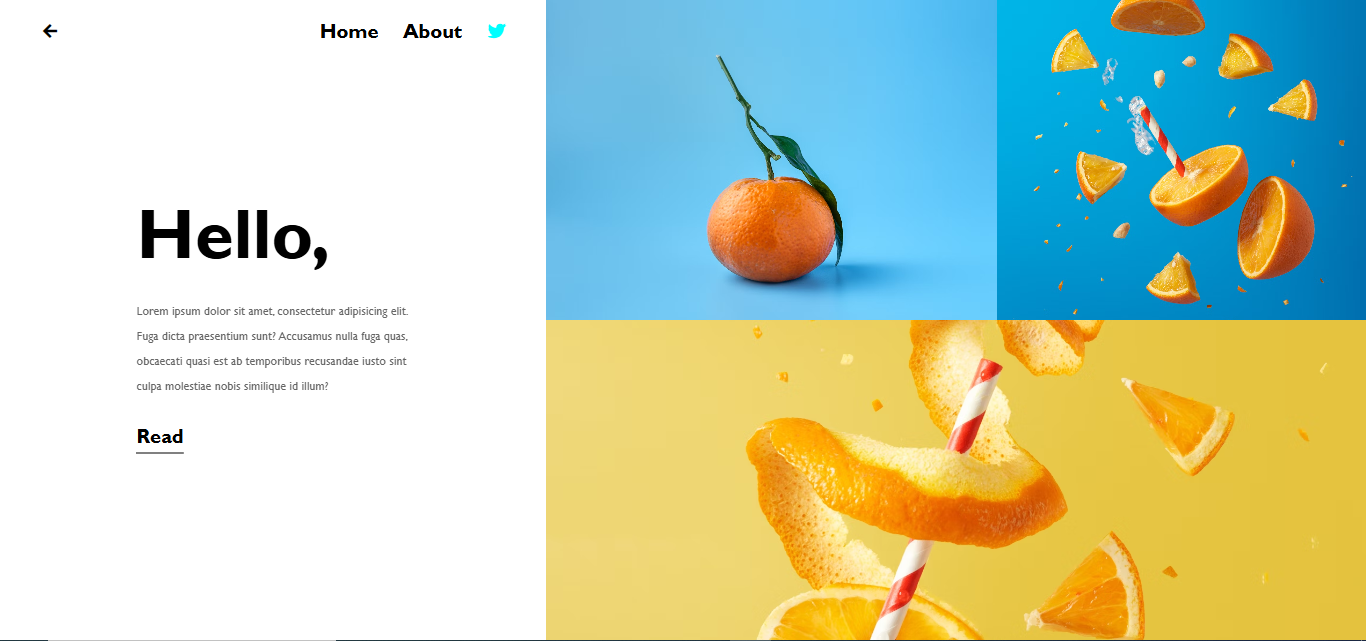 Home About
Hello,
Lorem ipsum dolor sit amet, consectetur adipisicing elit.
Fuga dicta praesentium sunt? Accusamus nulla fuga quas,
obcaecati quasi est ab temporibus recusandae iusto sint
culpa molestiae nobis similique id illum?
Read